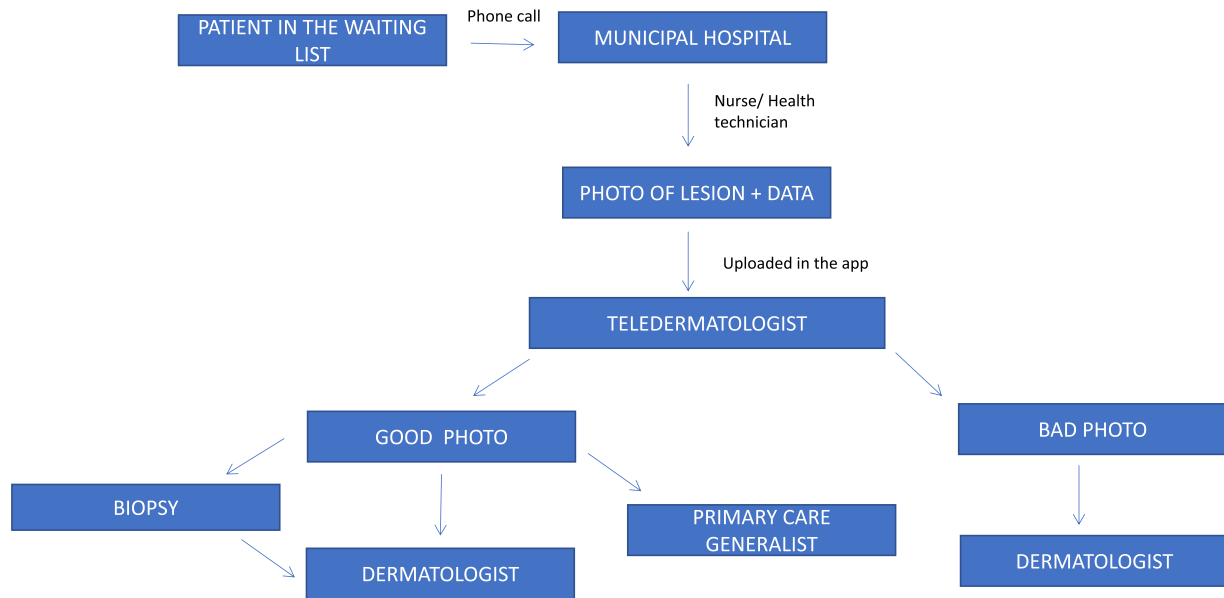 PATIENT IN THE WAITING
LIST
Phone call
MUNICIPAL HOSPITAL
Nurse/ Health
technician
PHOTO OF LESION + DATA
Uploaded in the app
TELEDERMATOLOGIST
GOOD PHOTO
BAD PHOTO
BIOPSY
PRIMARY CARE
GENERALIST
DERMATOLOGIST
DERMATOLOGIST